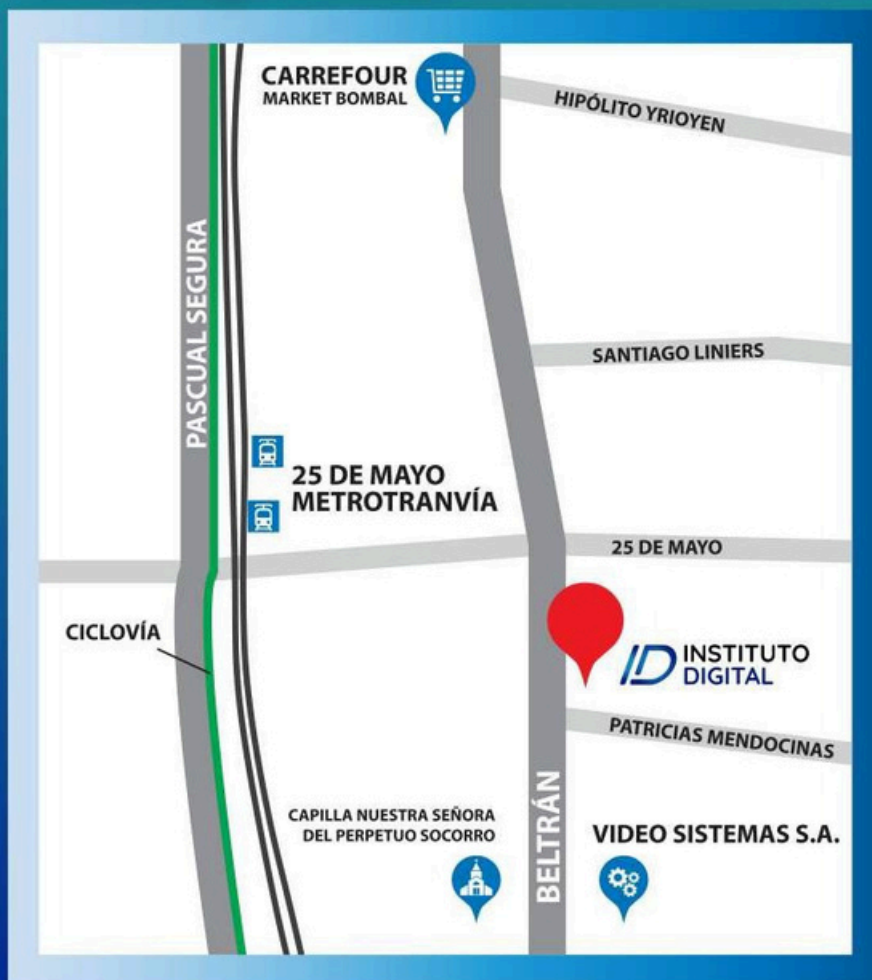 CARREFOUR
MARKET BOMBAL
HIPÓLITO YRIOYEN
PASCUAL SEGURA
SANTIAGO LINIERS
25 DE MAYO
METROTRANVÍA
25 DE MAYO
CICLOVÍA
ID INSTITUTO
DIGITAL
PATRICIAS MENDOCINAS
CAPILLA NUESTRA SEÑORA
DEL PERPETUO SOCORRO
BELTRÁN
VIDEO SISTEMAS S.A.